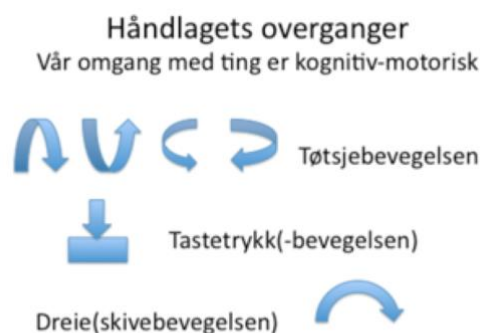 Håndlagets overganger
Vår omgang med ting er kognitiv-motorisk
Tøtsjebevegelsen
Tastetrykk(-bevegelsen)
Dreie(skivebevegelsen)